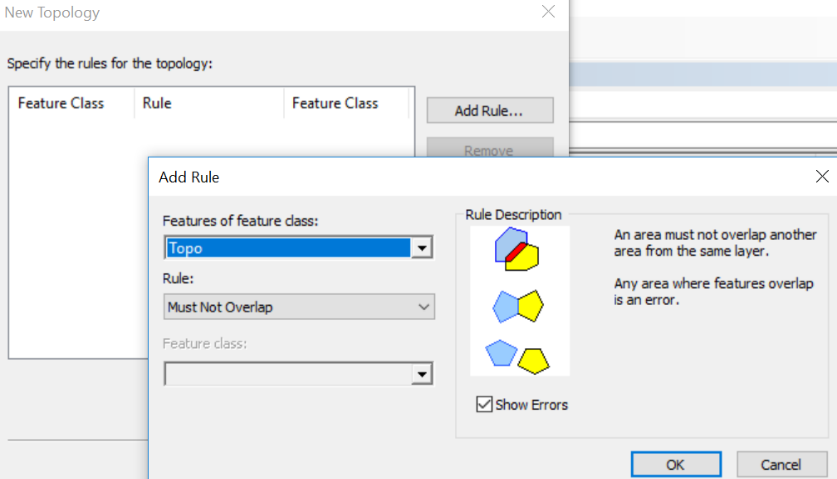 New Topology
Specify the rules for the topology:
Feature Class Rule Feature Class
Add Rule...
Remove
Add Rule
Features of feature class:
Topo
Rule:
Must Not Overlap
Feature class:
Rule Description
An area must not overlap another
area from the same layer.
Any area where features overlap
is an error.
Show Errors
OK Cancel